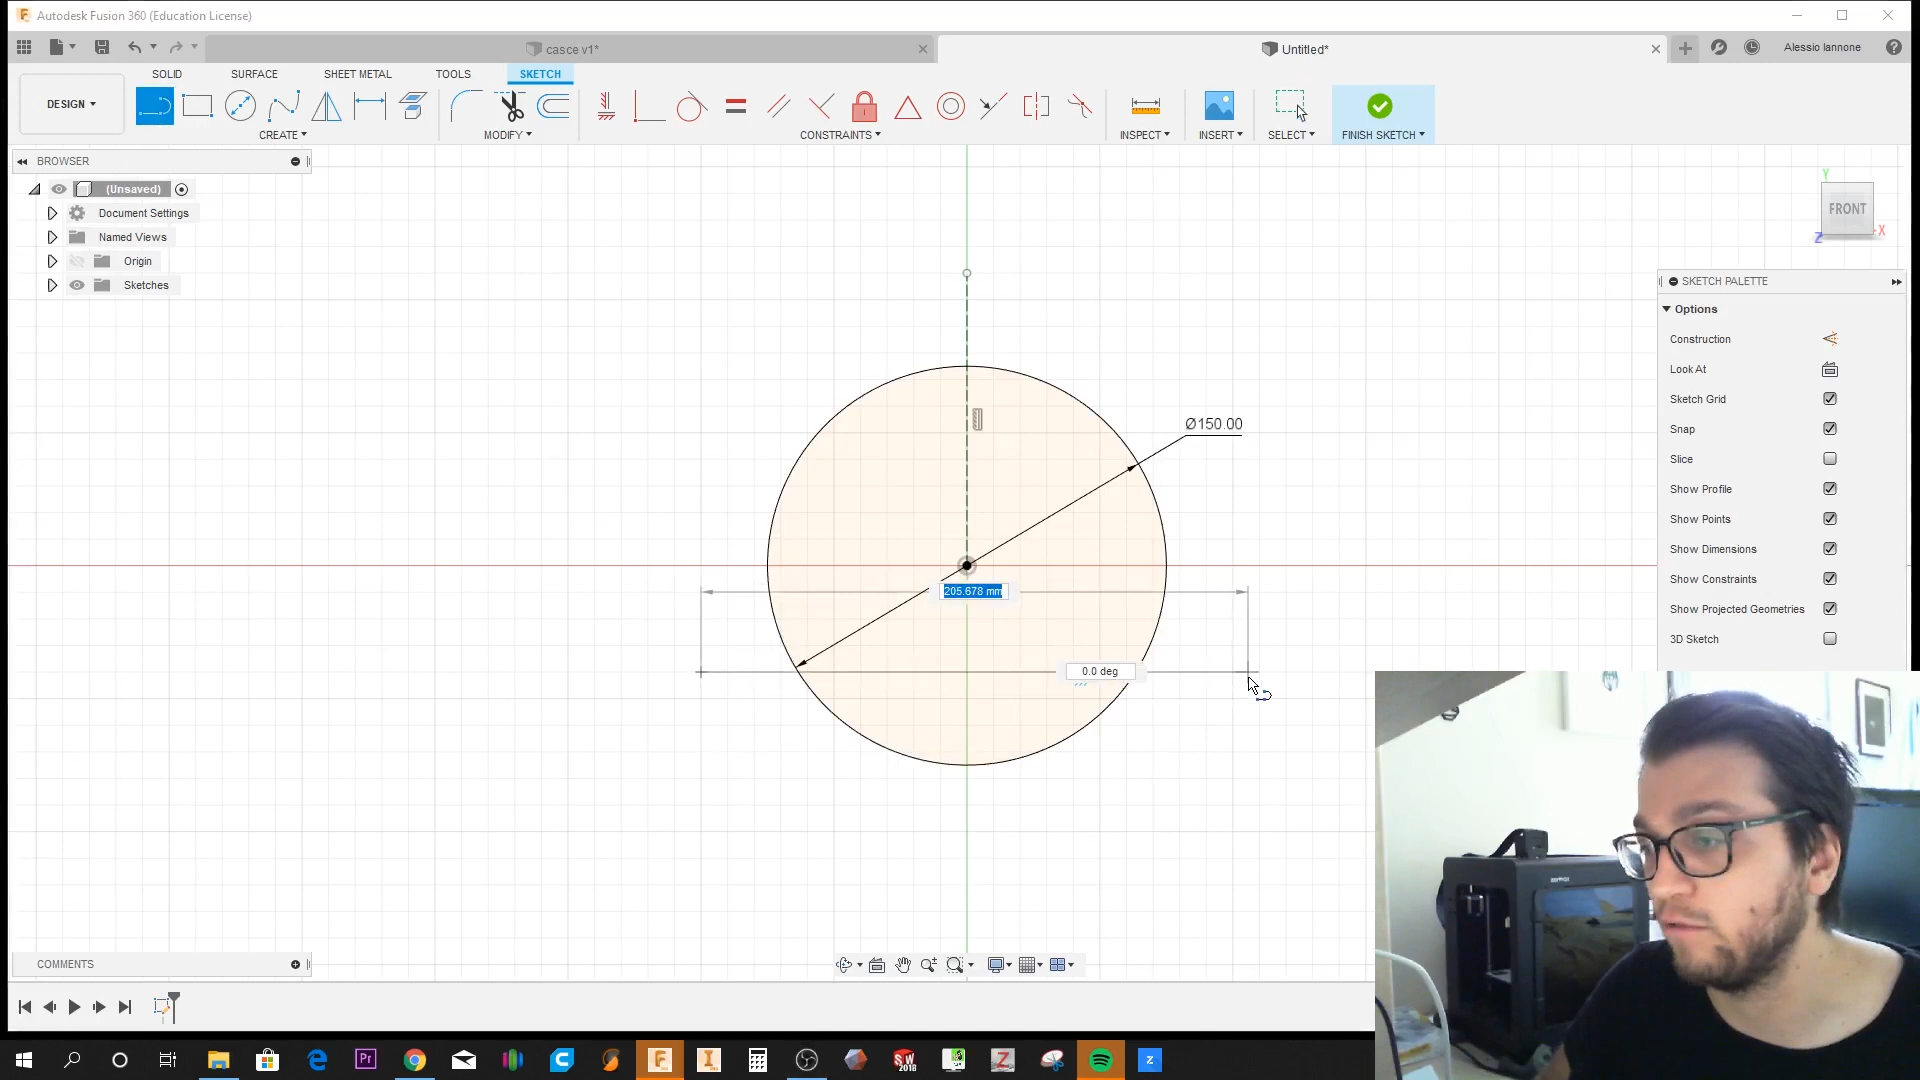 Autodesk Fusion 360 (Education License)
casce v1*
Untitled*
Alessio Iannone
DESIGN
SOLID
SURFACE
SHEET METAL
TOOLS
SKETCH
CREATE
MODIFY
CONSTRAINTS
INSPECT
INSERT
SELECT
FINISH SKETCH
BROWSER
(Unsaved)
Document Settings
Named Views
Origin
Sketches
Y
FRONT
X
Z
SKETCH PALETTE
Options
Construction
Look At
Sketch Grid
Snap
Slice
Show Profile
Show Points
Show Dimensions
Show Constraints
Show Projected Geometries
3D Sketch
Ø150.00
205.678 mm
0.0 deg
COMMENTS
Pr
SW
2018